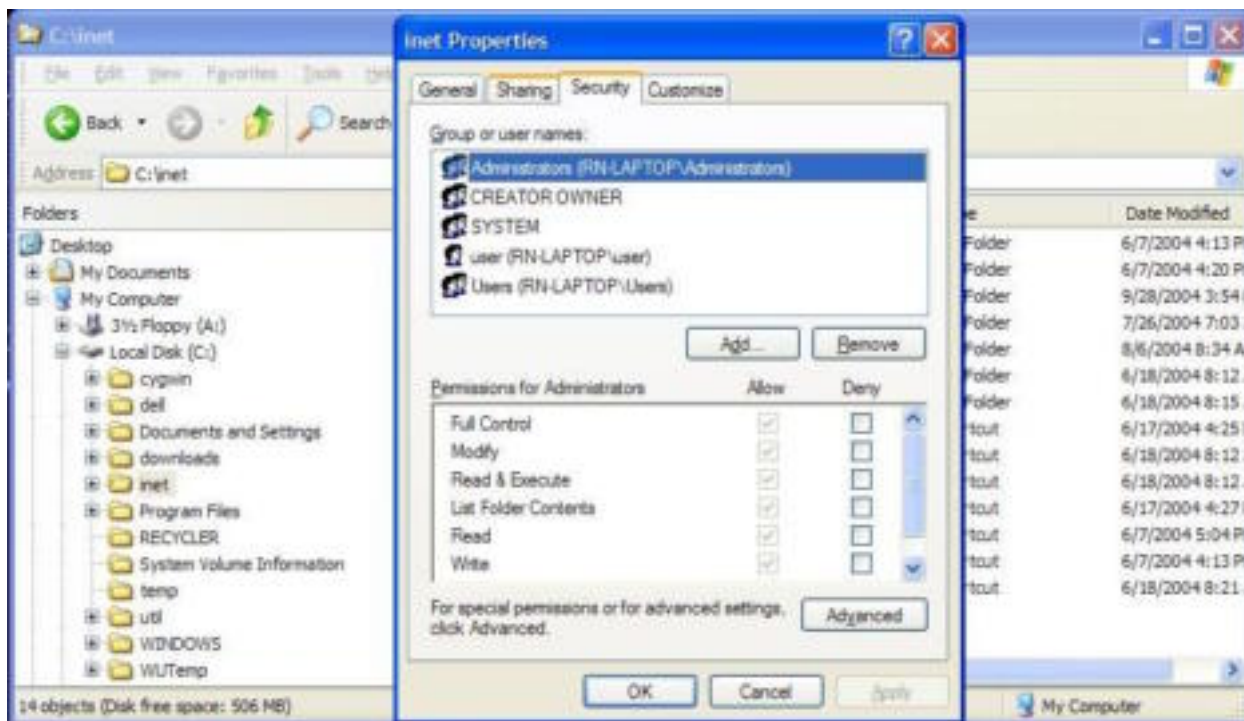 C:\inet
File Edit View Favorites Tools Help
Back
Search
Address C:\inet
Folders
Desktop
My Documents
My Computer
3½ Floppy (A:)
Local Disk (C:)
cygwin
dell
Documents and Settings
downloads
inet
Program Files
RECYCLER
System Volume Information
temp
util
WINDOWS
WUTemp
14 objects (Disk free space: 506 MB)
inet Properties
General Sharing Security Customize
Group or user names:
Administrators (RN-LAPTOP\Administrators)
CREATOR OWNER
SYSTEM
user (RN-LAPTOP\user)
Users (RN-LAPTOP\Users)
Add... Remove
Permissions for Administrators Allow Deny
Full Control
Modify
Read & Execute
List Folder Contents
Read
Write
For special permissions or for advanced settings,
click Advanced.
Advanced
OK Cancel Apply
e Date Modified
Folder 6/7/2004 4:13 P
Folder 6/7/2004 4:20 P
Folder 9/28/2004 3:54
Folder 7/26/2004 7:03
Folder 8/6/2004 8:34 A
Folder 6/18/2004 8:12
Folder 6/18/2004 8:15
tcut 6/17/2004 4:25
tcut 6/18/2004 8:12
tcut 6/18/2004 8:12
tcut 6/17/2004 4:27
tcut 6/7/2004 5:04 P
tcut 6/7/2004 4:13 P
tcut 6/18/2004 8:21
My Computer